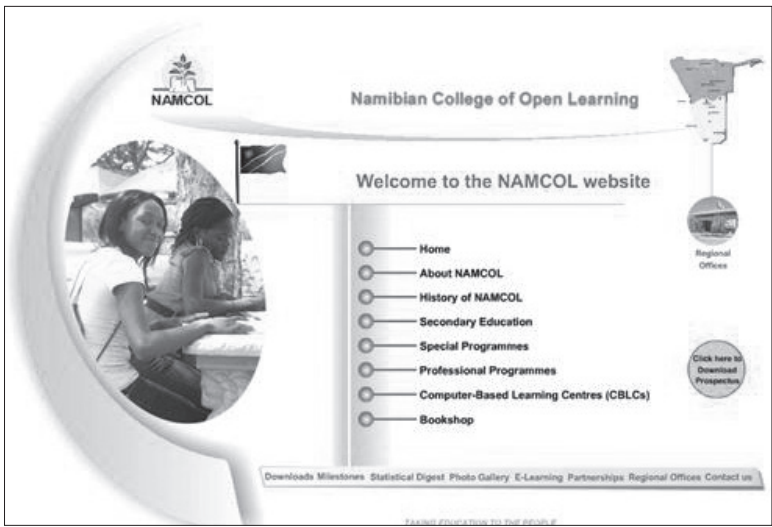 NAMCOL
Namibian College of Open Learning
Welcome to the NAMCOL website
Regional
Offices
Home
About NAMCOL
History of NAMCOL
Secondary Education
Special Programmes
Professional Programmes
Computer-Based Learning Centres (CBLCs)
Bookshop
Click here to
Download
Prospectus
Downloads Milestones Statistical Digest Photo Gallery E-Learning Partnerships Regional Offices Contact us
TAKING EDUCATION TO THE PEOPLE